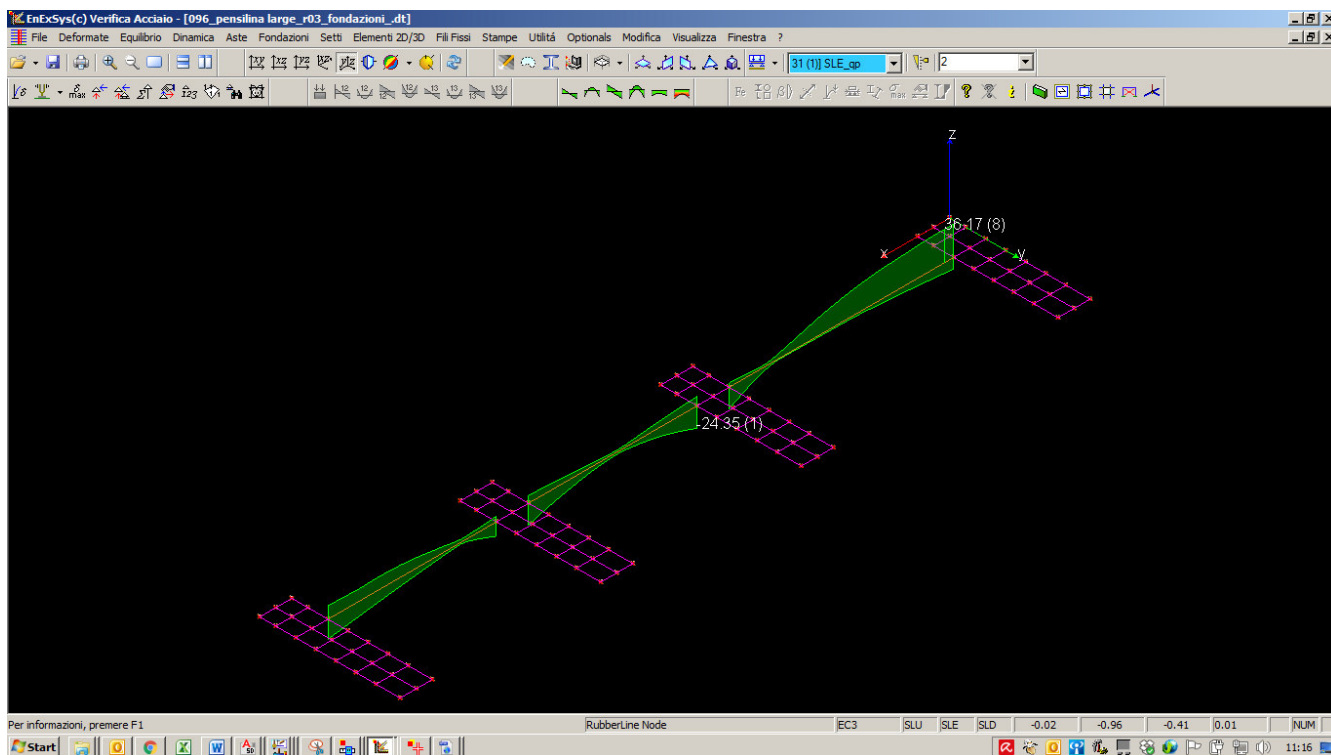 EnExSys(c) Verifica Acciaio - [096_pensilina large_r03_fondazioni_.dt]
File Deformate Equilibrio Dinamica Aste Fondazioni Setti Elementi 2D/3D Fili Fissi Stampe Utilitá Optionals Modifica Visualizza Finestra ?
31 (1)] SLE_qp 2
z
36.17 (8)
x y
-24.35 (1)
Per informazioni, premere F1 RubberLine Node EC3 SLU SLE SLD -0.02 -0.96 -0.41 0.01 NUM
Start 11:16